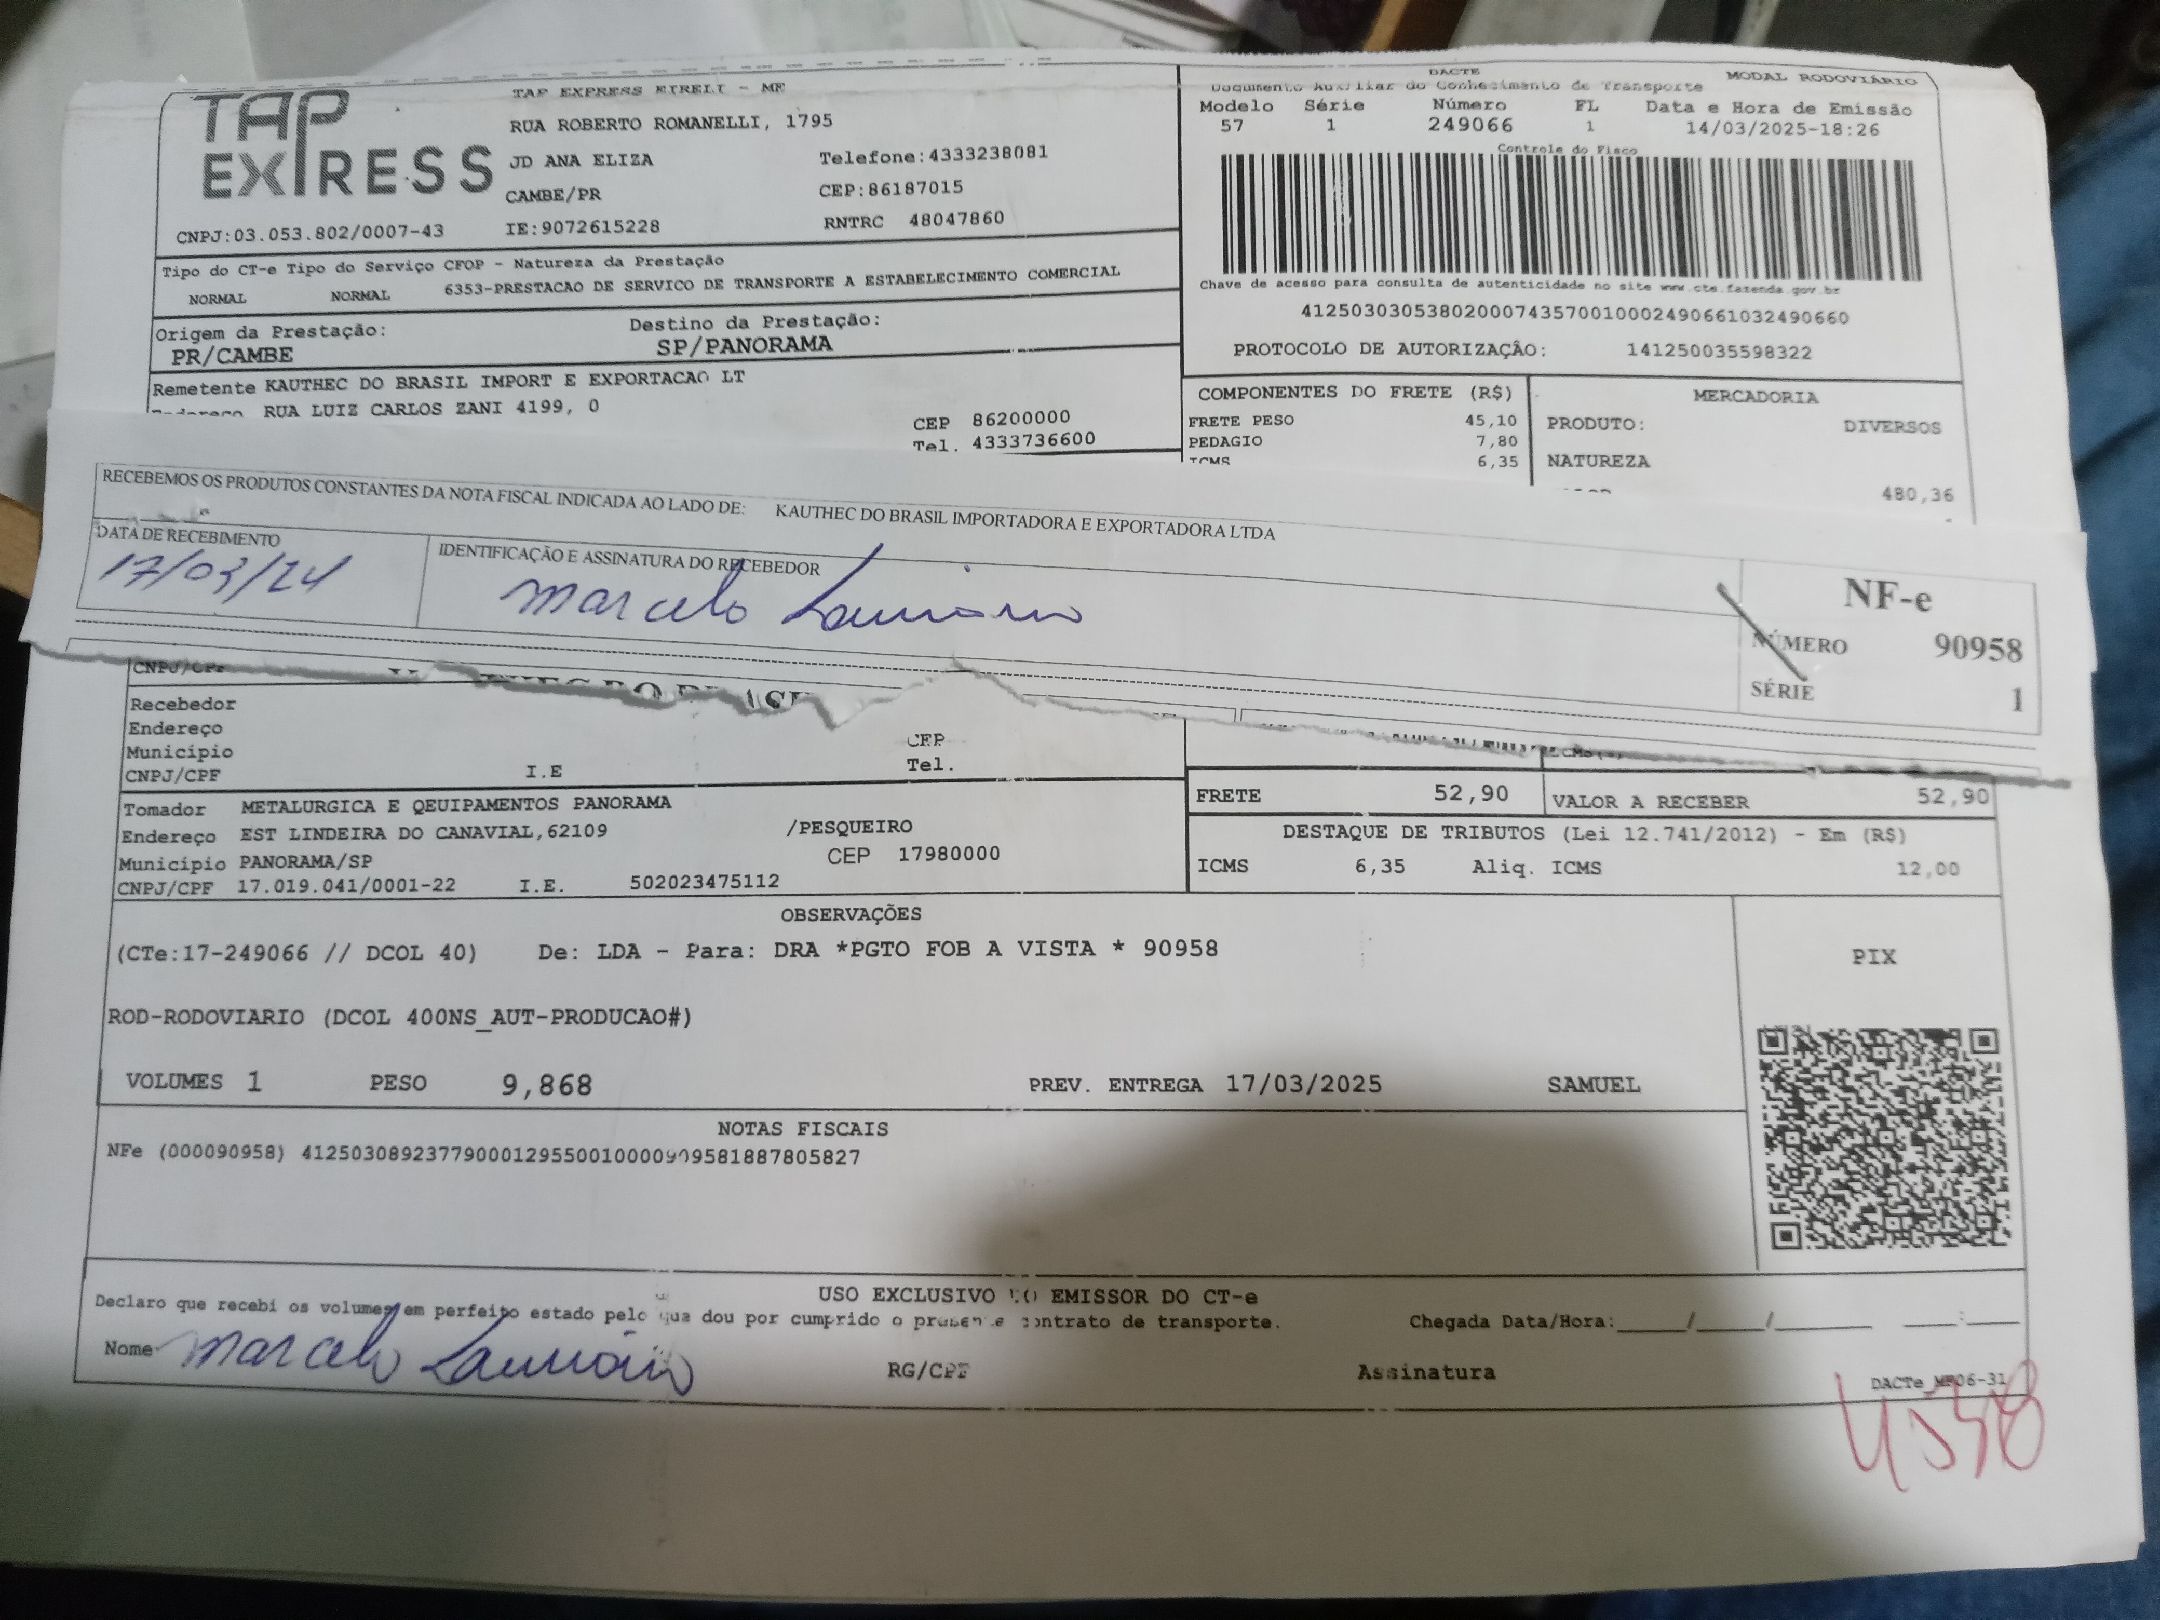 TAP EXPRESS
TAP EXPRESS EIRELI - ME
RUA ROBERTO ROMANELLI, 1795
JD ANA ELIZA Telefone:4333238081
CAMBE/PR CEP:86187015
CNPJ:03.053.802/0007-43 IE:9072615228 RNTRC 48047860
DACTE MODAL RODOVIÁRIO
Documento Auxiliar do Conhecimento de Transporte
Modelo Série Número FL Data e Hora de Emissão
57 1 249066 1 14/03/2025-18:26
Controle do Fisco
Chave de acesso para consulta de autenticidade no site www.cte.fazenda.gov.br
41250303053802000743570010002490661032490660
PROTOCOLO DE AUTORIZAÇÃO: 141250035598322
Tipo do CT-e Tipo do Serviço CFOP - Natureza da Prestação
NORMAL NORMAL 6353-PRESTACAO DE SERVICO DE TRANSPORTE A ESTABELECIMENTO COMERCIAL
Origem da Prestação: Destino da Prestação:
PR/CAMBE SP/PANORAMA
Remetente KAUTHEC DO BRASIL IMPORT E EXPORTACAO LT
Endereço RUA LUIZ CARLOS ZANI 4199, 0
CEP 86200000
Tel. 4333736600
COMPONENTES DO FRETE (R$) MERCADORIA
FRETE PESO 45,10 PRODUTO: DIVERSOS
PEDAGIO 7,80 NATUREZA
ICMS 6,35
480,36
RECEBEMOS OS PRODUTOS CONSTANTES DA NOTA FISCAL INDICADA AO LADO DE: KAUTHEC DO BRASIL IMPORTADORA E EXPORTADORA LTDA
DATA DE RECEBIMENTO IDENTIFICAÇÃO E ASSINATURA DO RECEBEDOR
17/03/24 Marcelo
NF-e
NÚMERO 90958
SÉRIE 1
CNPJ/CPF
Recebedor
Endereço
Município CEP
CNPJ/CPF I.E Tel.
Tomador METALURGICA E QEUIPAMENTOS PANORAMA
Endereço EST LINDEIRA DO CANAVIAL,62109 /PESQUEIRO
Município PANORAMA/SP CEP 17980000
CNPJ/CPF 17.019.041/0001-22 I.E. 502023475112
FRETE 52,90 VALOR A RECEBER 52,90
DESTAQUE DE TRIBUTOS (Lei 12.741/2012) - Em (R$)
ICMS 6,35 Aliq. ICMS 12,00
OBSERVAÇÕES
(CTe:17-249066 // DCOL 40) De: LDA - Para: DRA *PGTO FOB A VISTA * 90958
ROD-RODOVIARIO (DCOL 400NS_AUT-PRODUCAO#)
VOLUMES 1 PESO 9,868 PREV. ENTREGA 17/03/2025 SAMUEL
PIX
NOTAS FISCAIS
NFe (000090958) 41250308923779000129550010000909581887805827
USO EXCLUSIVO DO EMISSOR DO CT-e
Declaro que recebi os volumes em perfeito estado pelo que dou por cumprido o presente contrato de transporte.
Chegada Data/Hora:_____/_____/_______ ____:____
Nome Marcelo RG/CPF Assinatura
DACTe